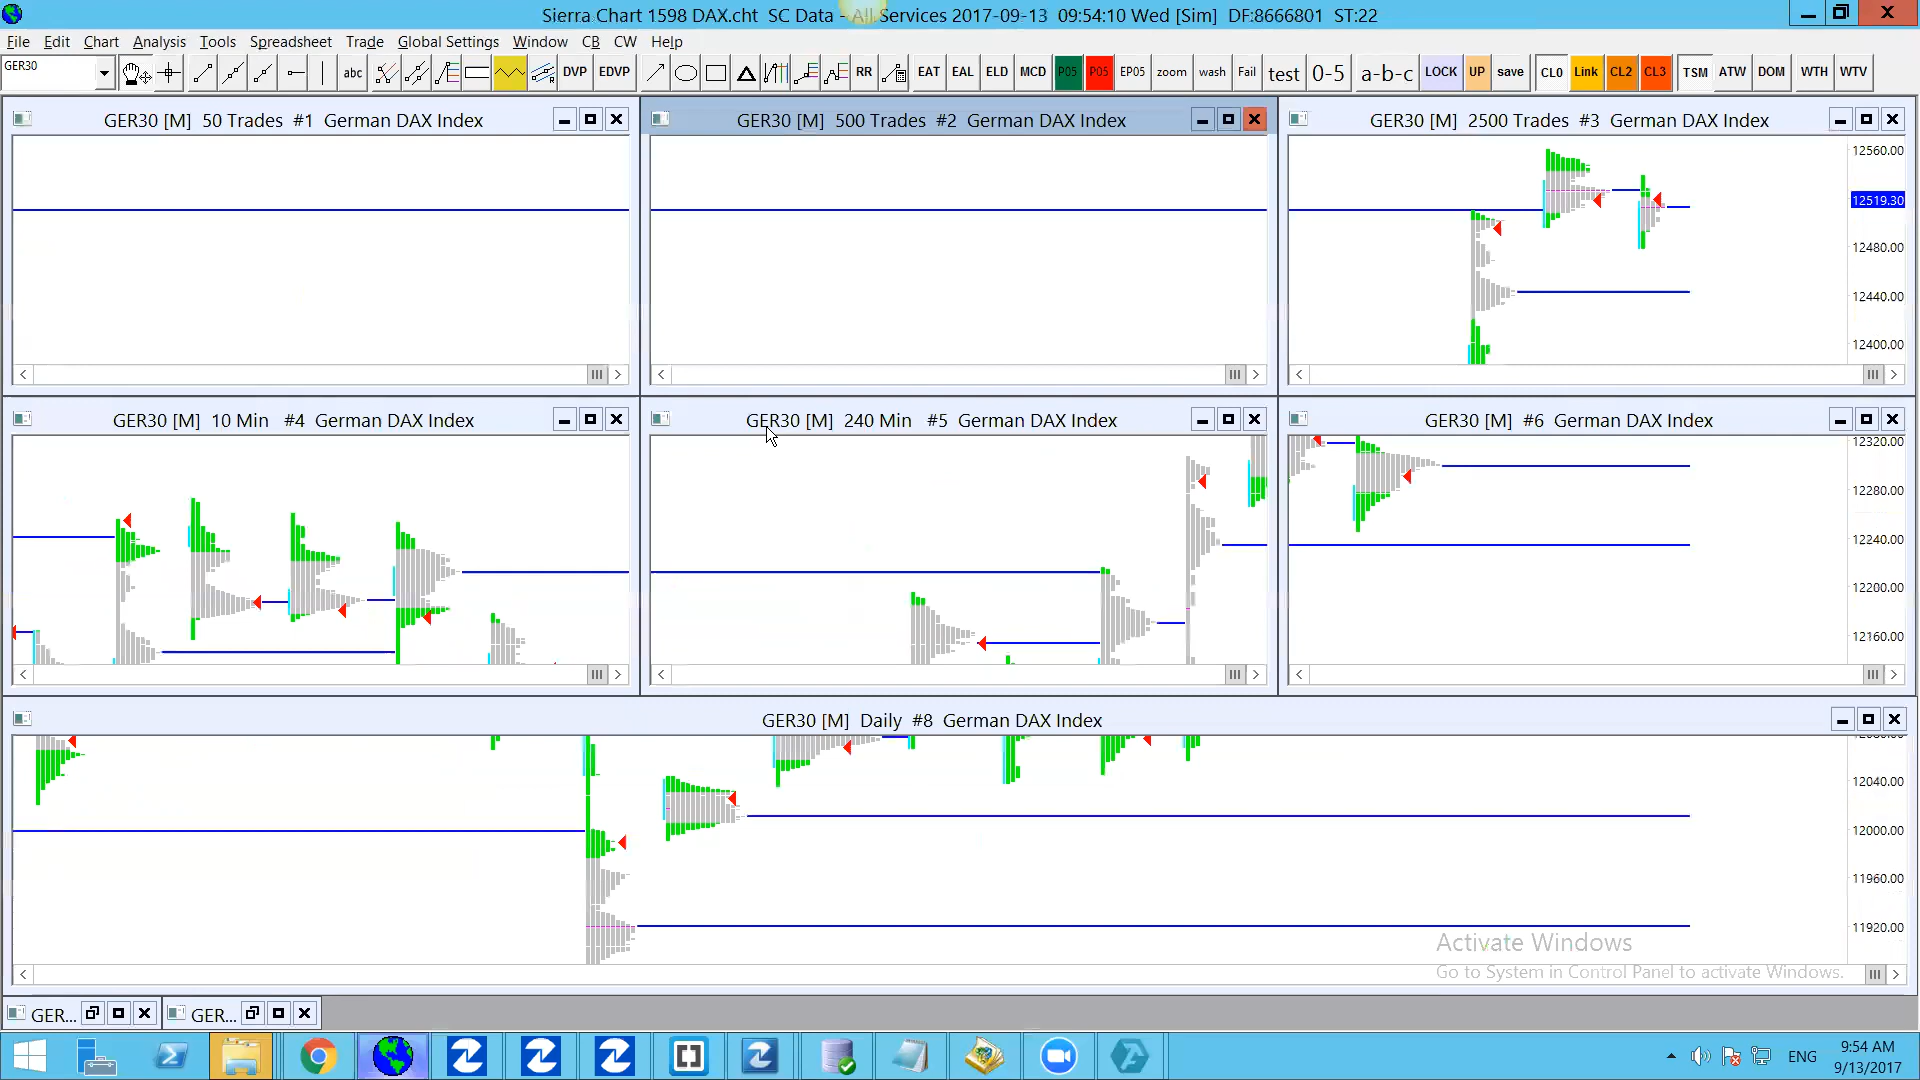 Sierra Chart 1598 DAX.cht  SC Data - All Services 2017-09-13  09:54:10 Wed [Sim]  DF:8666801  ST:22
File Edit Chart Analysis Tools Spreadsheet Trade Global Settings Window CB CW Help
GER30 abc DVP EDVP RR EAT EAL ELD MCD P05 P05 EP05 zoom wash Fail test 0-5 a-b-c LOCK UP save CL0 Link CL2 CL3 TSM ATW DOM WTH WTV
GER30 [M]  50 Trades  #1  German DAX Index
GER30 [M]  500 Trades  #2  German DAX Index
GER30 [M]  2500 Trades  #3  German DAX Index
12560.00
12519.30
12480.00
12440.00
12400.00
GER30 [M]  10 Min  #4  German DAX Index
GER30 [M]  240 Min  #5  German DAX Index
GER30 [M]  #6  German DAX Index
12320.00
12280.00
12240.00
12200.00
12160.00
GER30 [M]  Daily  #8  German DAX Index
12040.00
12000.00
11960.00
11920.00
Activate Windows
Go to System in Control Panel to activate Windows.
GER...
GER...
ENG
9:54 AM
9/13/2017